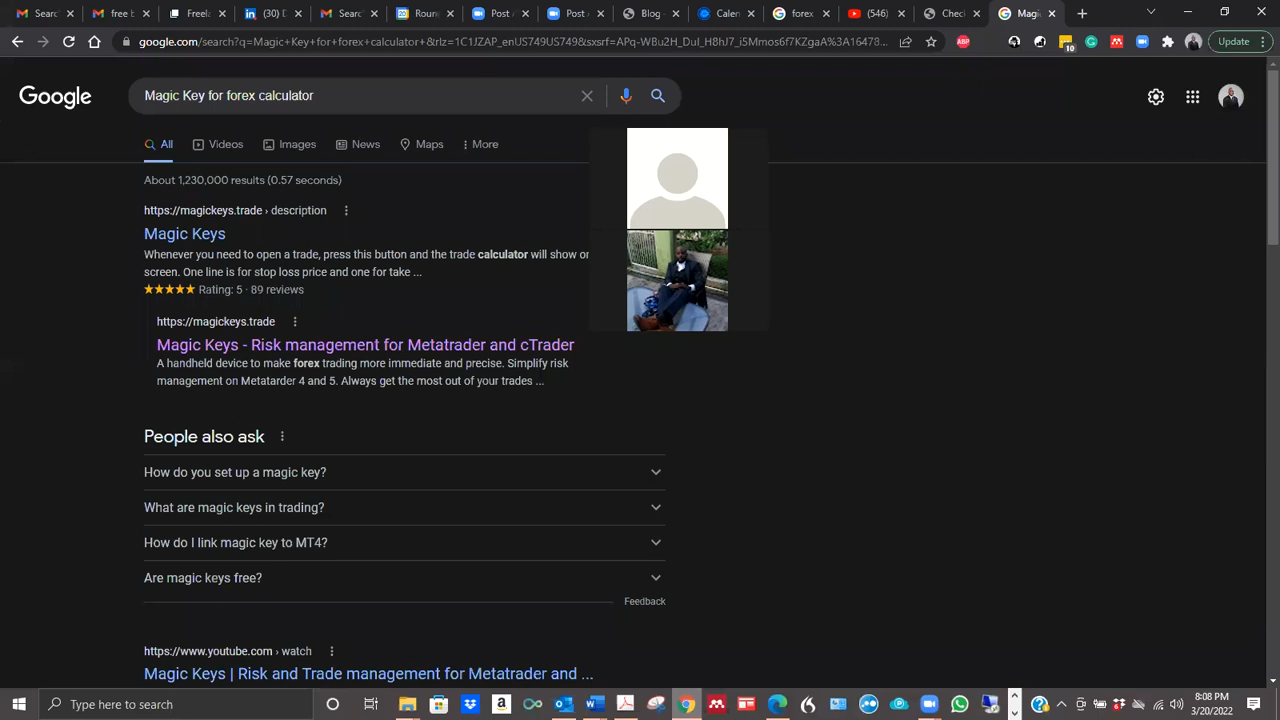 Search
free b
Freela
(30) D
Searc
Roun
Post A
Post A
Blog -
Calen
forex
(546)
Check
Magic
google.com/search?q=Magic+Key+for+forex+calculator+&rlz=1C1JZAP_enUS749US749&sxsrf=APq-WBu2H_DuI_H8hJ7_i5Mmos6f7KZgaA%3A16478...
10
Update
Google
Magic Key for forex calculator
All Videos Images News Maps More
About 1,230,000 results (0.57 seconds)
https://magickeys.trade › description
Magic Keys
Whenever you need to open a trade, press this button and the trade calculator will show on
screen. One line is for stop loss price and one for take ...
Rating: 5 · 89 reviews
https://magickeys.trade
Magic Keys - Risk management for Metatrader and cTrader
A handheld device to make forex trading more immediate and precise. Simplify risk
management on Metatarder 4 and 5. Always get the most out of your trades ...
People also ask
How do you set up a magic key?
What are magic keys in trading?
How do I link magic key to MT4?
Are magic keys free?
Feedback
https://www.youtube.com › watch
Magic Keys | Risk and Trade management for Metatrader and ...
Type here to search
8:08 PM
3/20/2022